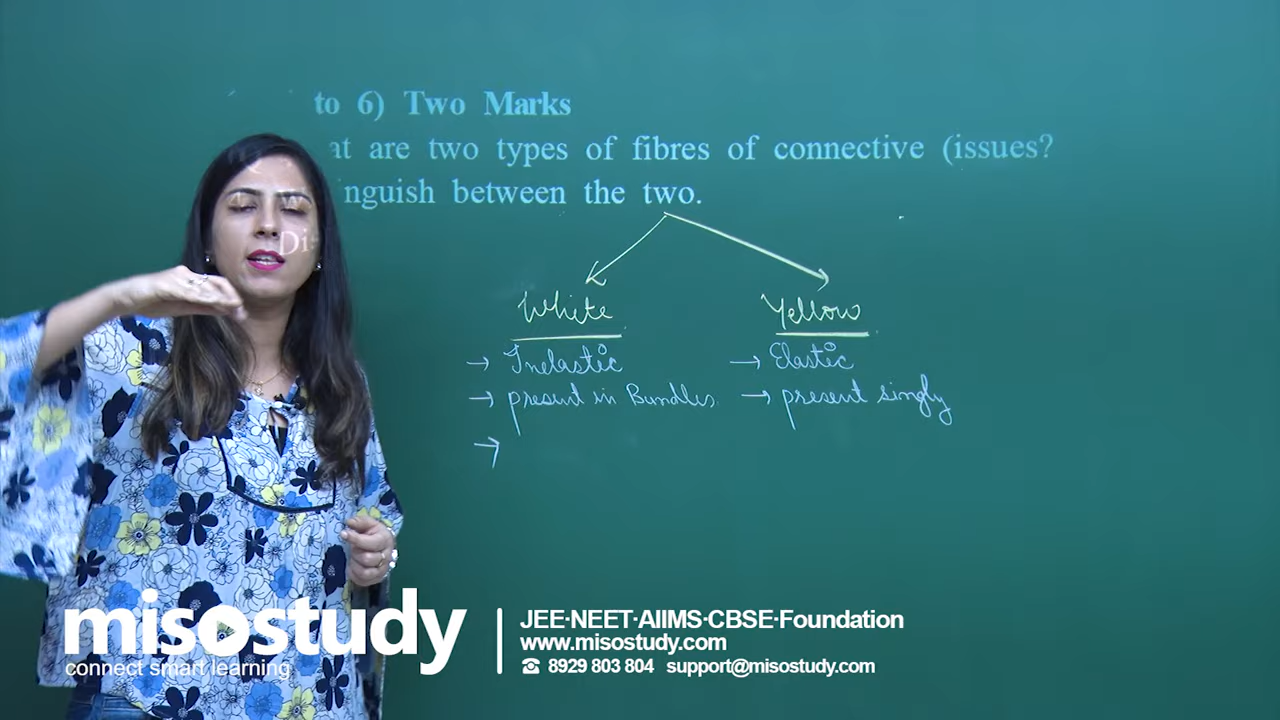 to 6) Two Marks
at are two types of fibres of connective (issues?
nguish between the two.
Di
White
Yellow
→ Inelastic
→ Elastic
→ present in Bundles
→ present singly
→
misostudy
connect smart learning
JEE·NEET·AIIMS·CBSE·Foundation
www.misostudy.com
☎ 8929 803 804 support@misostudy.com